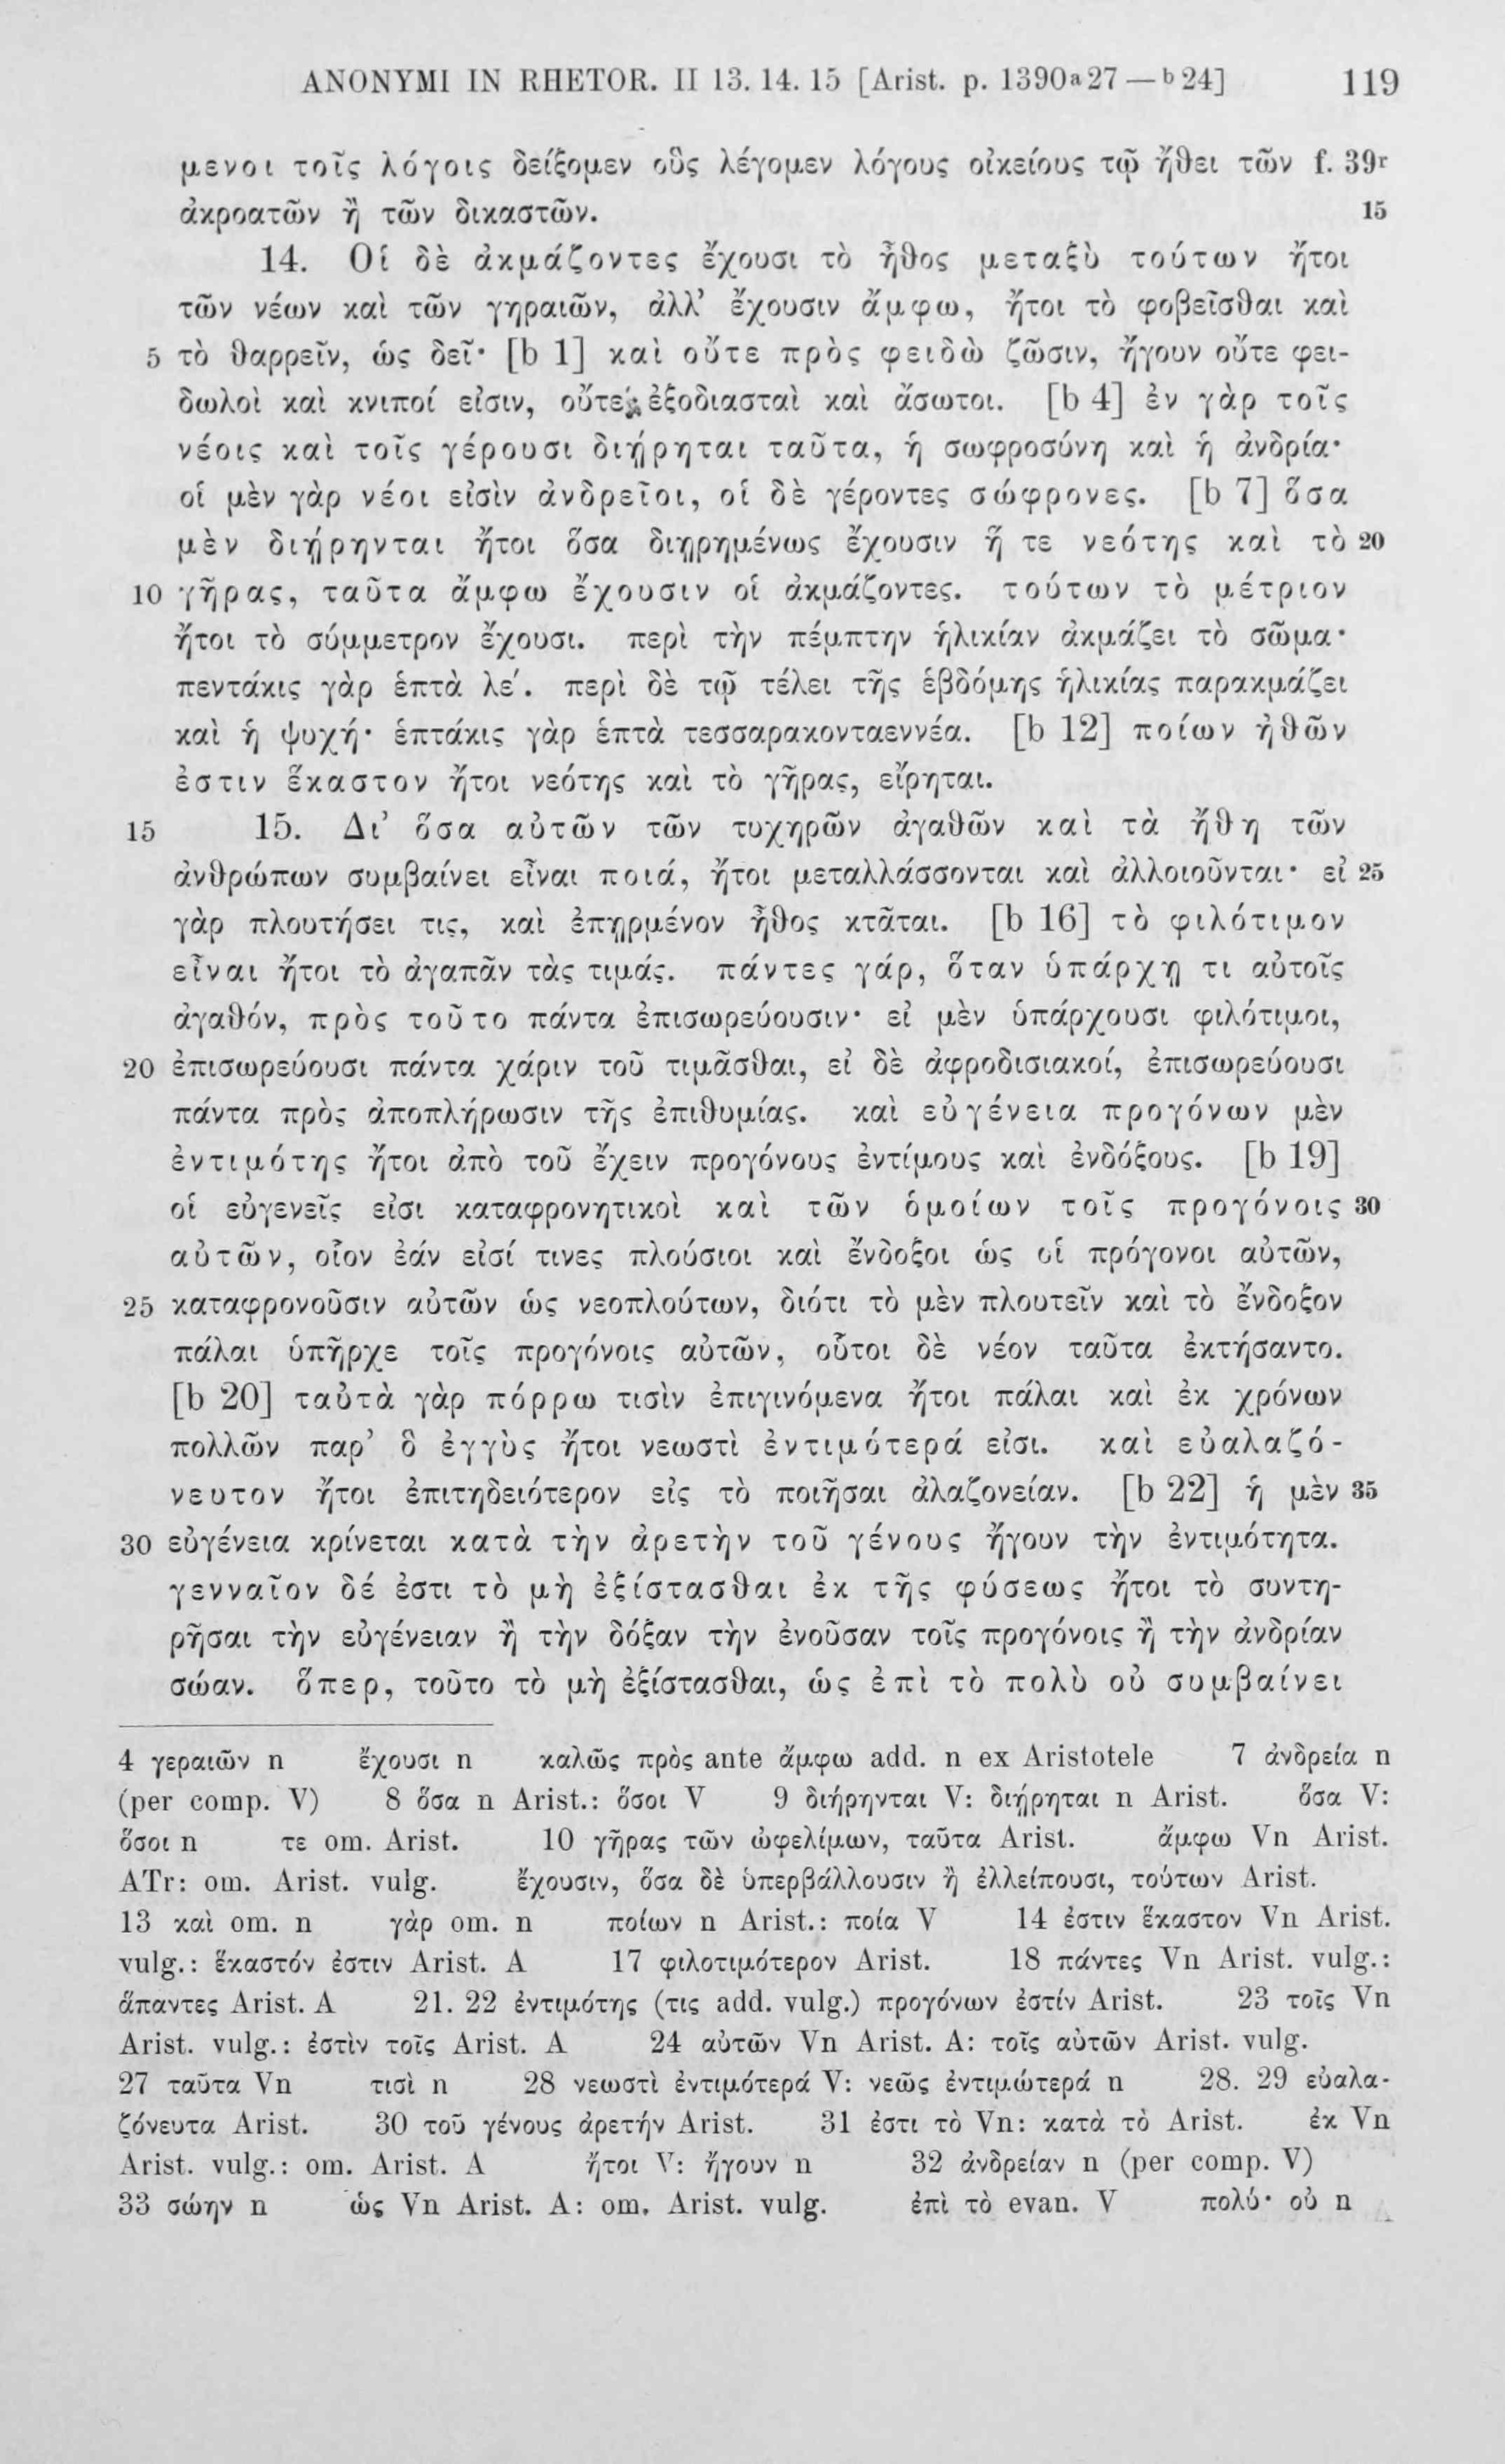 ANONYMI IN RHETOR. II 13. 14. 15 [Arist. p. 1390ᵃ27 — ᵇ24] 119
μενοι τοῖς λόγοις δείξομεν οὓς λέγομεν λόγους οἰκείους τῷ ἤθει τῶν f. 39ʳ
ἀκροατῶν ἢ τῶν δικαστῶν. 15
14. Οἱ δὲ ἀκμάζοντες ἔχουσι τὸ ἦθος μεταξὺ τούτων ἤτοι
τῶν νέων καὶ τῶν γηραιῶν, ἀλλ’ ἔχουσιν ἄμφω, ἤτοι τὸ φοβεῖσθαι καὶ
5 τὸ θαρρεῖν, ὡς δεῖ· [b 1] καὶ οὔτε πρὸς φειδὼ ζῶσιν, ἤγουν οὔτε φει-
δωλοὶ καὶ κνιποί εἰσιν, οὔτε ἐξοδιασταὶ καὶ ἄσωτοι. [b 4] ἐν γὰρ τοῖς
νέοις καὶ τοῖς γέρουσι διῄρηται ταῦτα, ἡ σωφροσύνη καὶ ἡ ἀνδρία·
οἱ μὲν γὰρ νέοι εἰσὶν ἀνδρεῖοι, οἱ δὲ γέροντες σώφρονες. [b 7] ὅσα
μὲν διῄρηνται ἤτοι ὅσα διῃρημένως ἔχουσιν ἥ τε νεότης καὶ τὸ 20
10 γῆρας, ταῦτα ἄμφω ἔχουσιν οἱ ἀκμάζοντες. τούτων τὸ μέτριον
ἤτοι τὸ σύμμετρον ἔχουσι. περὶ τὴν πέμπτην ἡλικίαν ἀκμάζει τὸ σῶμα·
πεντάκις γὰρ ἑπτὰ λε′. περὶ δὲ τῷ τέλει τῆς ἑβδόμης ἡλικίας παρακμάζει
καὶ ἡ ψυχή· ἑπτάκις γὰρ ἑπτὰ τεσσαρακονταεννέα. [b 12] ποίων ἠθῶν
ἐστιν ἕκαστον ἤτοι νεότης καὶ τὸ γῆρας, εἴρηται.
15 15. Δι’ ὅσα αὐτῶν τῶν τυχηρῶν ἀγαθῶν καὶ τὰ ἤθη τῶν
ἀνθρώπων συμβαίνει εἶναι ποιά, ἤτοι μεταλλάσσονται καὶ ἀλλοιοῦνται· εἰ 25
γὰρ πλουτήσει τις, καὶ ἐπῃρμένον ἦθος κτᾶται. [b 16] τὸ φιλότιμον
εἶναι ἤτοι τὸ ἀγαπᾶν τὰς τιμάς. πάντες γάρ, ὅταν ὑπάρχῃ τι αὐτοῖς
ἀγαθόν, πρὸς τοῦτο πάντα ἐπισωρεύουσιν· εἰ μὲν ὑπάρχουσι φιλότιμοι,
20 ἐπισωρεύουσι πάντα χάριν τοῦ τιμᾶσθαι, εἰ δὲ ἀφροδισιακοί, ἐπισωρεύουσι
πάντα πρὸς ἀποπλήρωσιν τῆς ἐπιθυμίας. καὶ εὐγένεια προγόνων μὲν
ἐντιμότης ἤτοι ἀπὸ τοῦ ἔχειν προγόνους ἐντίμους καὶ ἐνδόξους. [b 19]
οἱ εὐγενεῖς εἰσι καταφρονητικοὶ καὶ τῶν ὁμοίων τοῖς προγόνοις 30
αὐτῶν, οἷον ἐάν εἰσί τινες πλούσιοι καὶ ἔνδοξοι ὡς οἱ πρόγονοι αὐτῶν,
25 καταφρονοῦσιν αὐτῶν ὡς νεοπλούτων, διότι τὸ μὲν πλουτεῖν καὶ τὸ ἔνδοξον
πάλαι ὑπῆρχε τοῖς προγόνοις αὐτῶν, οὗτοι δὲ νέον ταῦτα ἐκτήσαντο.
[b 20] ταὐτὰ γὰρ πόρρω τισὶν ἐπιγινόμενα ἤτοι πάλαι καὶ ἐκ χρόνων
πολλῶν παρ’ ὃ ἐγγὺς ἤτοι νεωστὶ ἐντιμότερά εἰσι. καὶ εὐαλαζό-
νευτον ἤτοι ἐπιτηδειότερον εἰς τὸ ποιῆσαι ἀλαζονείαν. [b 22] ἡ μὲν 35
30 εὐγένεια κρίνεται κατὰ τὴν ἀρετὴν τοῦ γένους ἤγουν τὴν ἐντιμότητα.
γενναῖον δέ ἐστι τὸ μὴ ἐξίστασθαι ἐκ τῆς φύσεως ἤτοι τὸ συντη-
ρῆσαι τὴν εὐγένειαν ἢ τὴν δόξαν τὴν ἐνοῦσαν τοῖς προγόνοις ἢ τὴν ἀνδρίαν
σώαν. ὅπερ, τοῦτο τὸ μὴ ἐξίστασθαι, ὡς ἐπὶ τὸ πολὺ οὐ συμβαίνει
4 γεραιῶν n ἔχουσι n καλῶς πρὸς ante ἄμφω add. n ex Aristotele 7 ἀνδρεία n
(per comp. V) 8 ὅσα n Arist.: ὅσοι V 9 διήρηνται V: διῄρηται n Arist. ὅσα V:
ὅσοι n τε om. Arist. 10 γῆρας τῶν ὠφελίμων, ταῦτα Arist. ἄμφω Vn Arist.
ATr: om. Arist. vulg. ἔχουσιν, ὅσα δὲ ὑπερβάλλουσιν ἢ ἐλλείπουσι, τούτων Arist.
13 καὶ om. n γὰρ om. n ποίων n Arist.: ποία V 14 ἐστιν ἕκαστον Vn Arist.
vulg.: ἕκαστόν ἐστιν Arist. A 17 φιλοτιμότερον Arist. 18 πάντες Vn Arist. vulg.:
ἅπαντες Arist. A 21. 22 ἐντιμότης (τις add. vulg.) προγόνων ἐστίν Arist. 23 τοῖς Vn
Arist. vulg.: ἐστὶν τοῖς Arist. A 24 αὐτῶν Vn Arist. A: τοῖς αὑτῶν Arist. vulg.
27 ταῦτα Vn τισὶ n 28 νεωστὶ ἐντιμότερά V: νεῶς ἐντιμώτερά n 28. 29 εὐαλα-
ζόνευτα Arist. 30 τοῦ γένους ἀρετήν Arist. 31 ἐστι τὸ Vn: κατὰ τὸ Arist. ἐκ Vn
Arist. vulg.: om. Arist. A ἤτοι V: ἤγουν n 32 ἀνδρείαν n (per comp. V)
33 σώην n ὡς Vn Arist. A: om. Arist. vulg. ἐπὶ τὸ evan. V πολύ· οὐ n